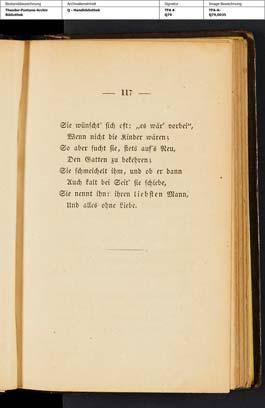 Bestandsbezeichnung
Theodor-Fontane-Archiv
Bibliothek
Archivalieneinheit
Q - Handbibliothek
Signatur
TFA A
Q79
Image Bezeichnung
TFA-A-
Q79,0035
— 117 —
Sie wünscht' sich oft: „es wär' vorbei“,
Wenn nicht die Kinder wären;
So aber sucht sie, stets auf's Neu,
Den Gatten zu bekehren;
Sie schmeichelt ihm, und ob er dann
Auch kalt bei Seit' sie schiebe,
Sie nennt ihn: ihren liebsten Mann,
Und alles ohne Liebe.